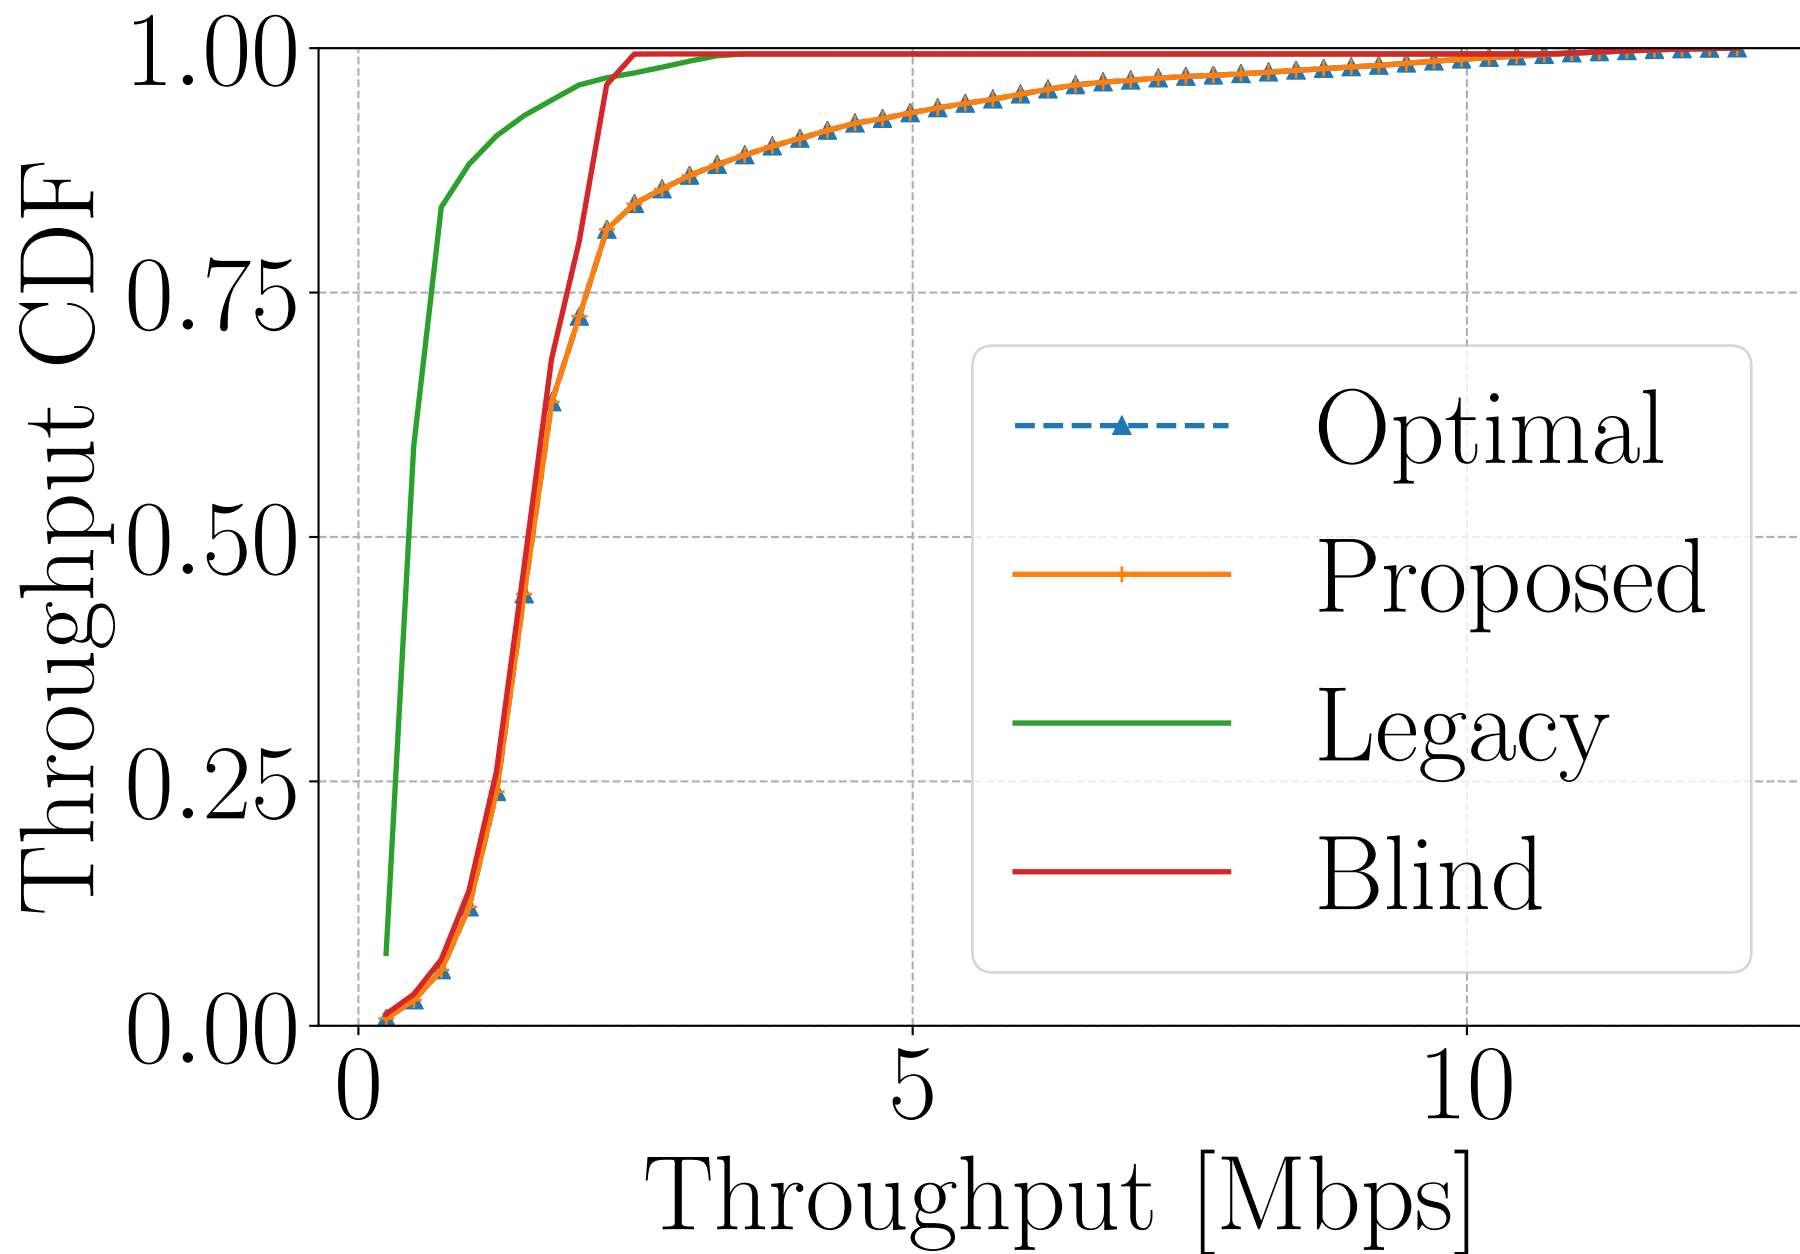 Throughput CDF
1.00
0.75
0.50
0.25
0.00
0
5
10
Throughput [Mbps]
Optimal
Proposed
Legacy
Blind